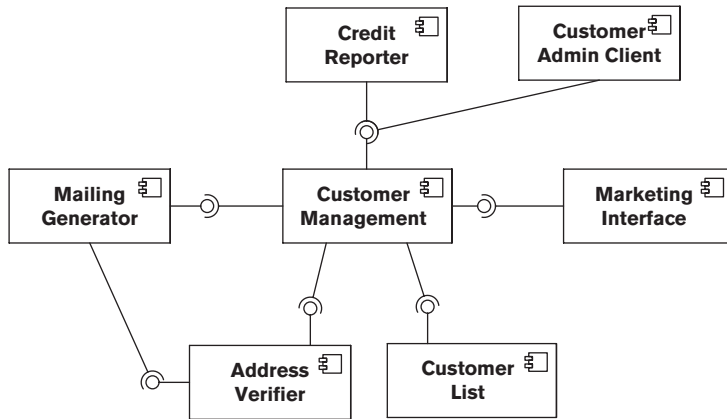 Credit
Reporter
Customer
Admin Client
Mailing
Generator
Customer
Management
Marketing
Interface
Address
Verifier
Customer
List